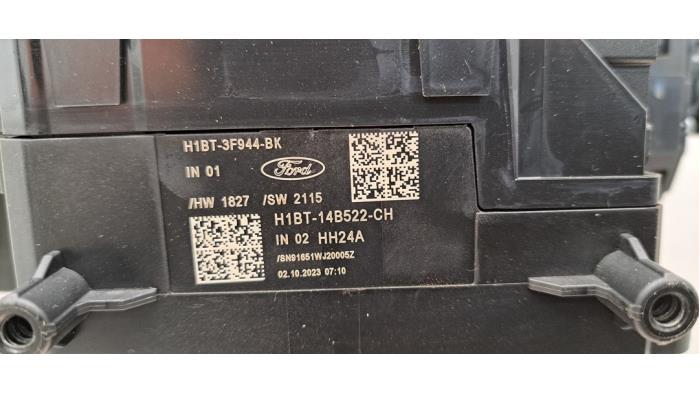 H1BT-3F944-BK
IN 01
Ford
/HW 1827 /SW 2115
H1BT-14B522-CH
IN 02 HH24A
/SN91651WJ20005Z
02.10.2023 07:10